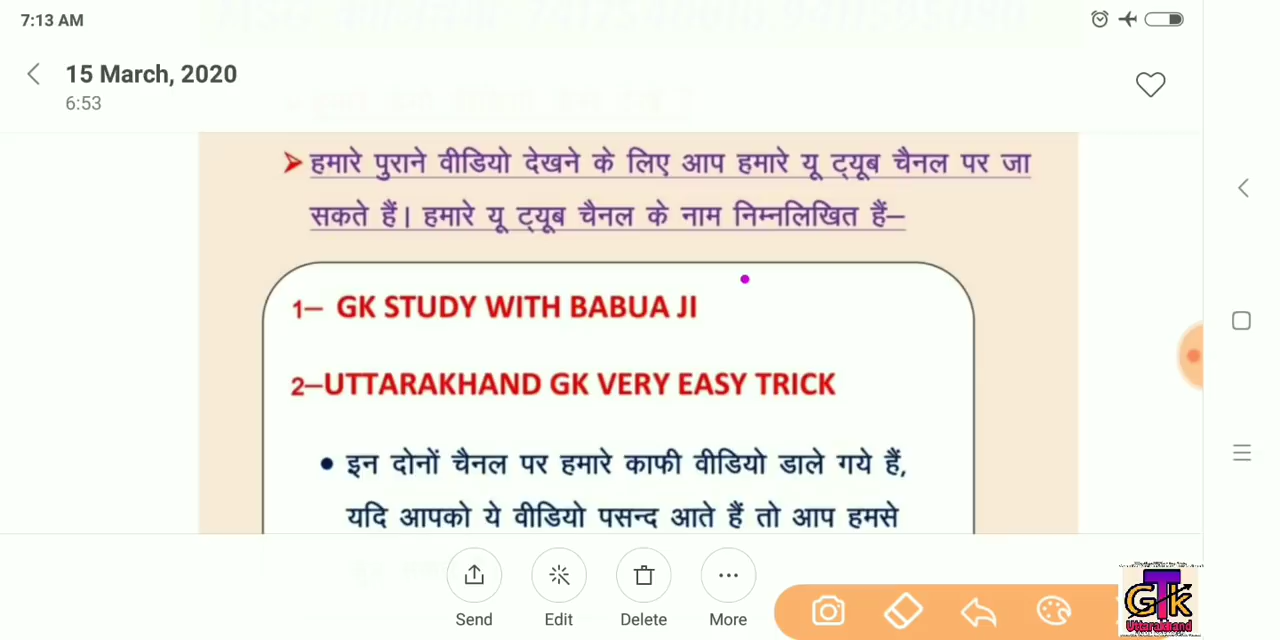 7:13 AM
15 March, 2020
6:53
➢ हमारे पुराने वीडियो देखने के लिए आप हमारे यू ट्यूब चैनल पर जा
सकते हैं। हमारे यू ट्यूब चैनल के नाम निम्नलिखित हैं–
1– GK STUDY WITH BABUA JI
2–UTTARAKHAND GK VERY EASY TRICK
• इन दोनों चैनल पर हमारे काफी वीडियो डाले गये हैं,
यदि आपको ये वीडियो पसन्द आते हैं तो आप हमसे
Send Edit Delete More
GTk
Uttarakhand